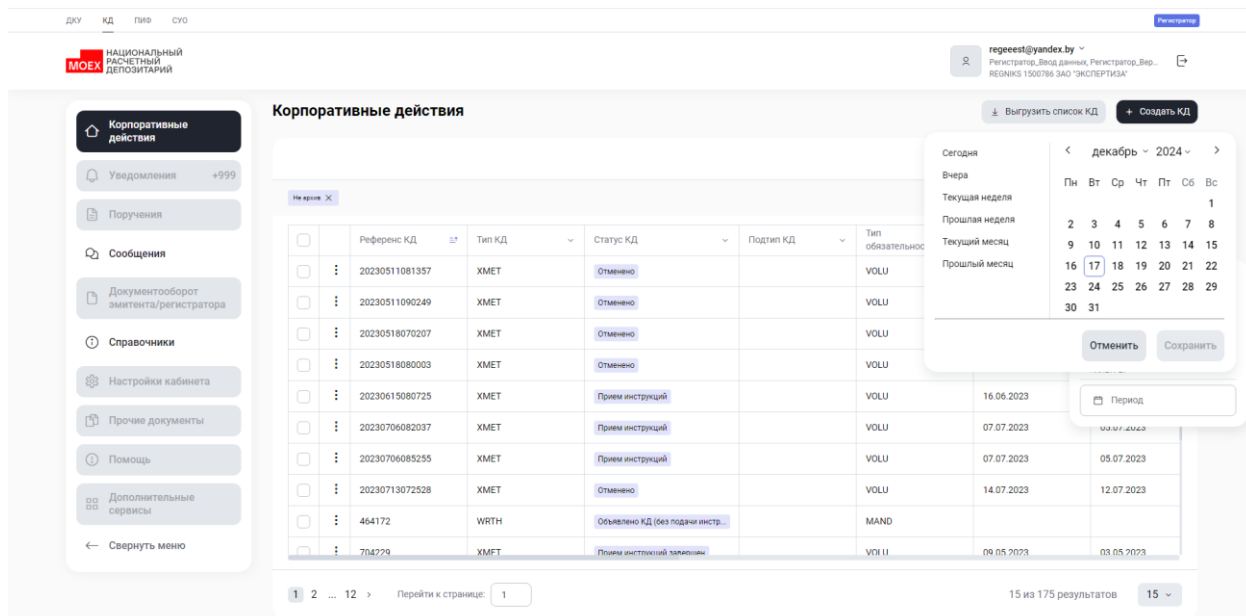 ДКУ КД ПИФ СУО Регистратор
MOEX НАЦИОНАЛЬНЫЙ
РАСЧЕТНЫЙ
ДЕПОЗИТАРИЙ
regeeest@yandex.by
Регистратор_Ввод данных, Регистратор_Вер...
REGNIKS 1500786 ЗАО "ЭКСПЕРТИЗА"
Корпоративные
действия
Уведомления +999
Поручения
Сообщения
Документооборот
эмитента/регистратора
Справочники
Настройки кабинета
Прочие документы
Помощь
Дополнительные
сервисы
Свернуть меню
Корпоративные действия
Выгрузить список КД
+ Создать КД
Не архив
Сегодня
Вчера
Текущая неделя
Прошлая неделя
Текущий месяц
Прошлый месяц
декабрь 2024
Пн Вт Ср Чт Пт Сб Вс
1
2 3 4 5 6 7 8
9 10 11 12 13 14 15
16 17 18 19 20 21 22
23 24 25 26 27 28 29
30 31
Отменить Сохранить
Период
Референс КД Тип КД Статус КД Подтип КД Тип
обязательнос
20230511081357 XMET Отменено VOLU
20230511090249 XMET Отменено VOLU
20230518070207 XMET Отменено VOLU
20230518080003 XMET Отменено VOLU
20230615080725 XMET Прием инструкций VOLU 16.06.2023
20230706082037 XMET Прием инструкций VOLU 07.07.2023 05.07.2023
20230706085255 XMET Прием инструкций VOLU 07.07.2023 05.07.2023
20230713072528 XMET Отменено VOLU 14.07.2023 12.07.2023
464172 WRTH Объявлено КД (без подачи инстр... MAND
704229 XMET Прием инструкций завершен VOLU 09.05.2023 03.05.2023
1 2 ... 12 Перейти к странице: 1
15 из 175 результатов 15